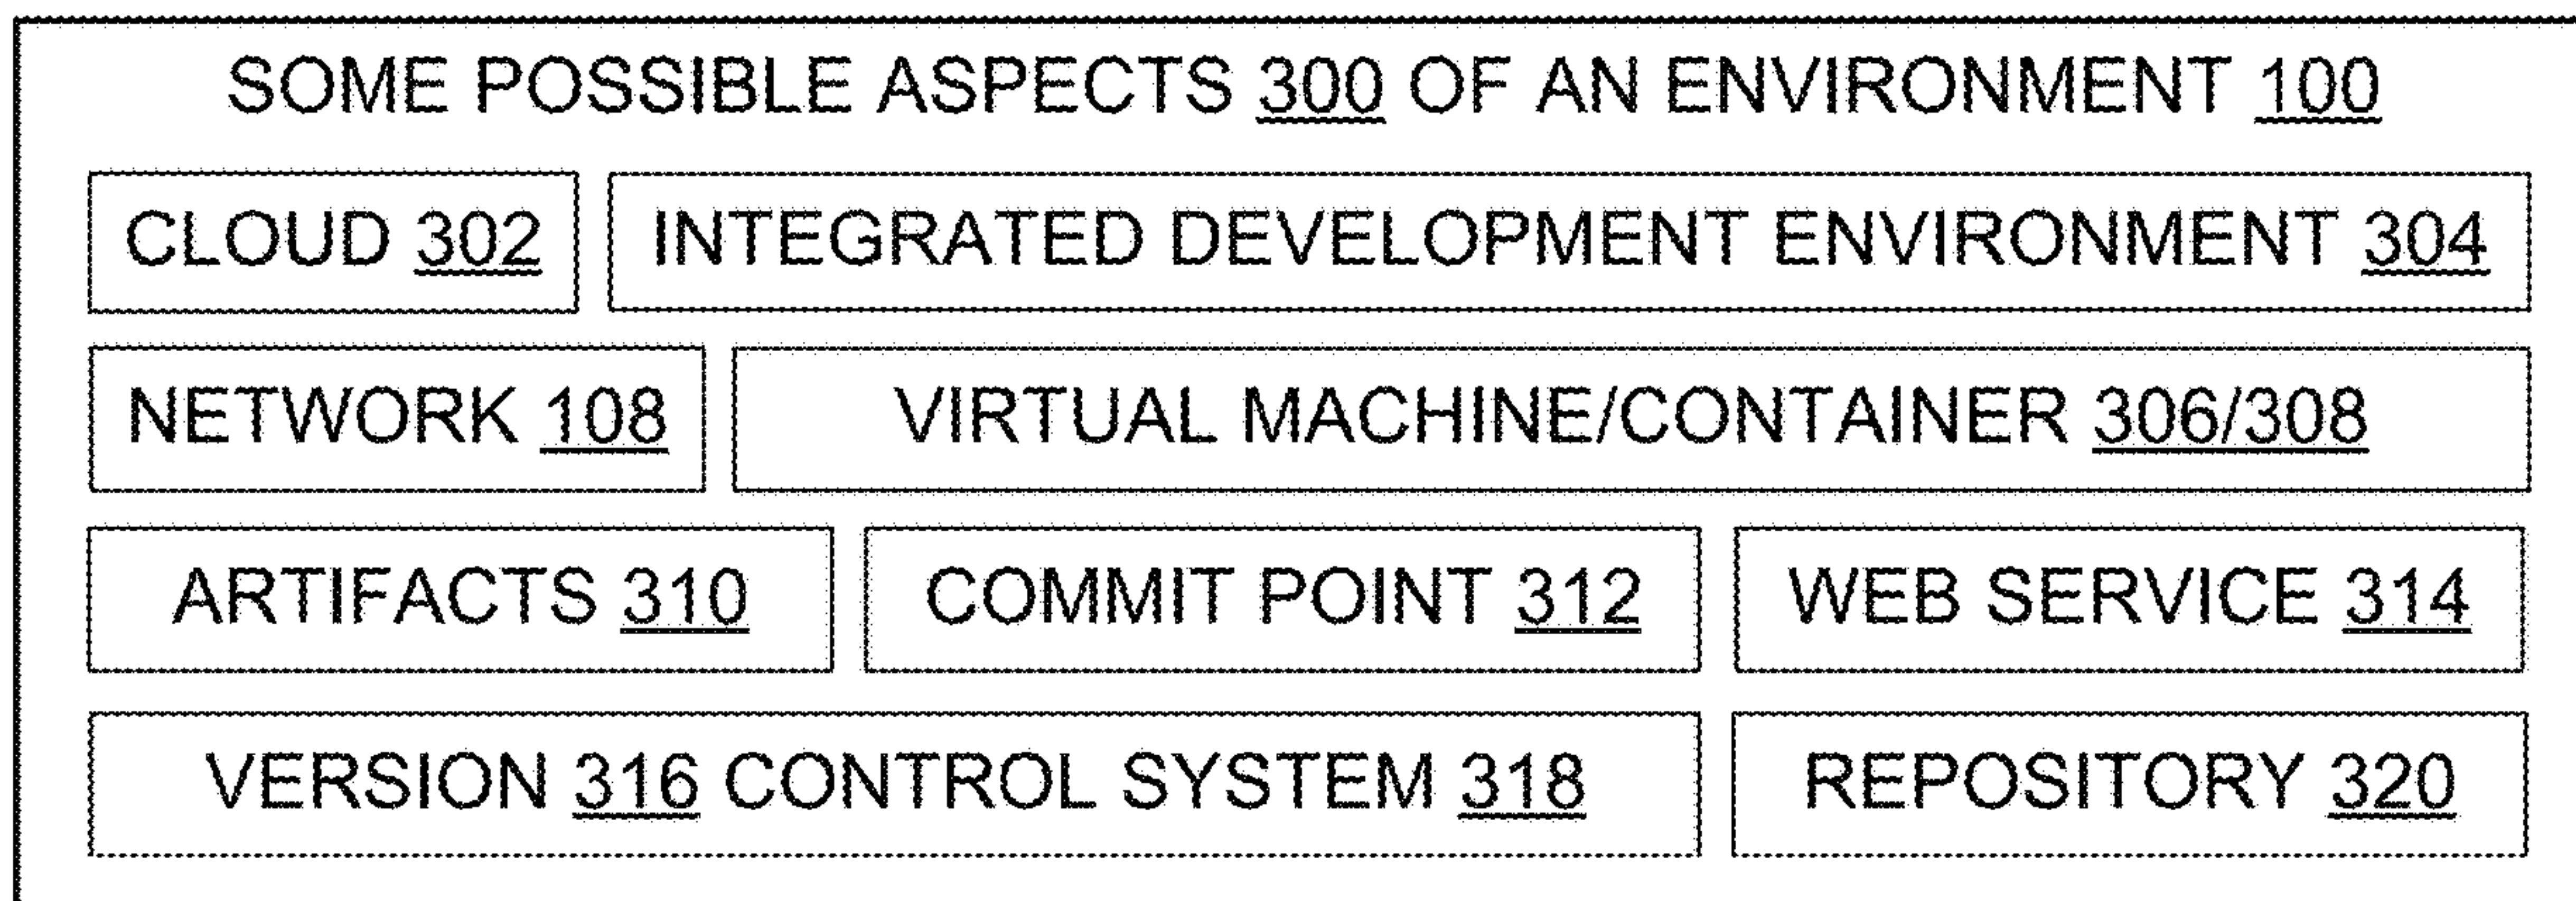 SOME POSSIBLE ASPECTS 300 OF AN ENVIRONMENT 100
CLOUD 302
INTEGRATED DEVELOPMENT ENVIRONMENT 304
NETWORK 108
VIRTUAL MACHINE/CONTAINER 306/308
ARTIFACTS 310
COMMIT POINT 312
WEB SERVICE 314
VERSION 316 CONTROL SYSTEM 318
REPOSITORY 320